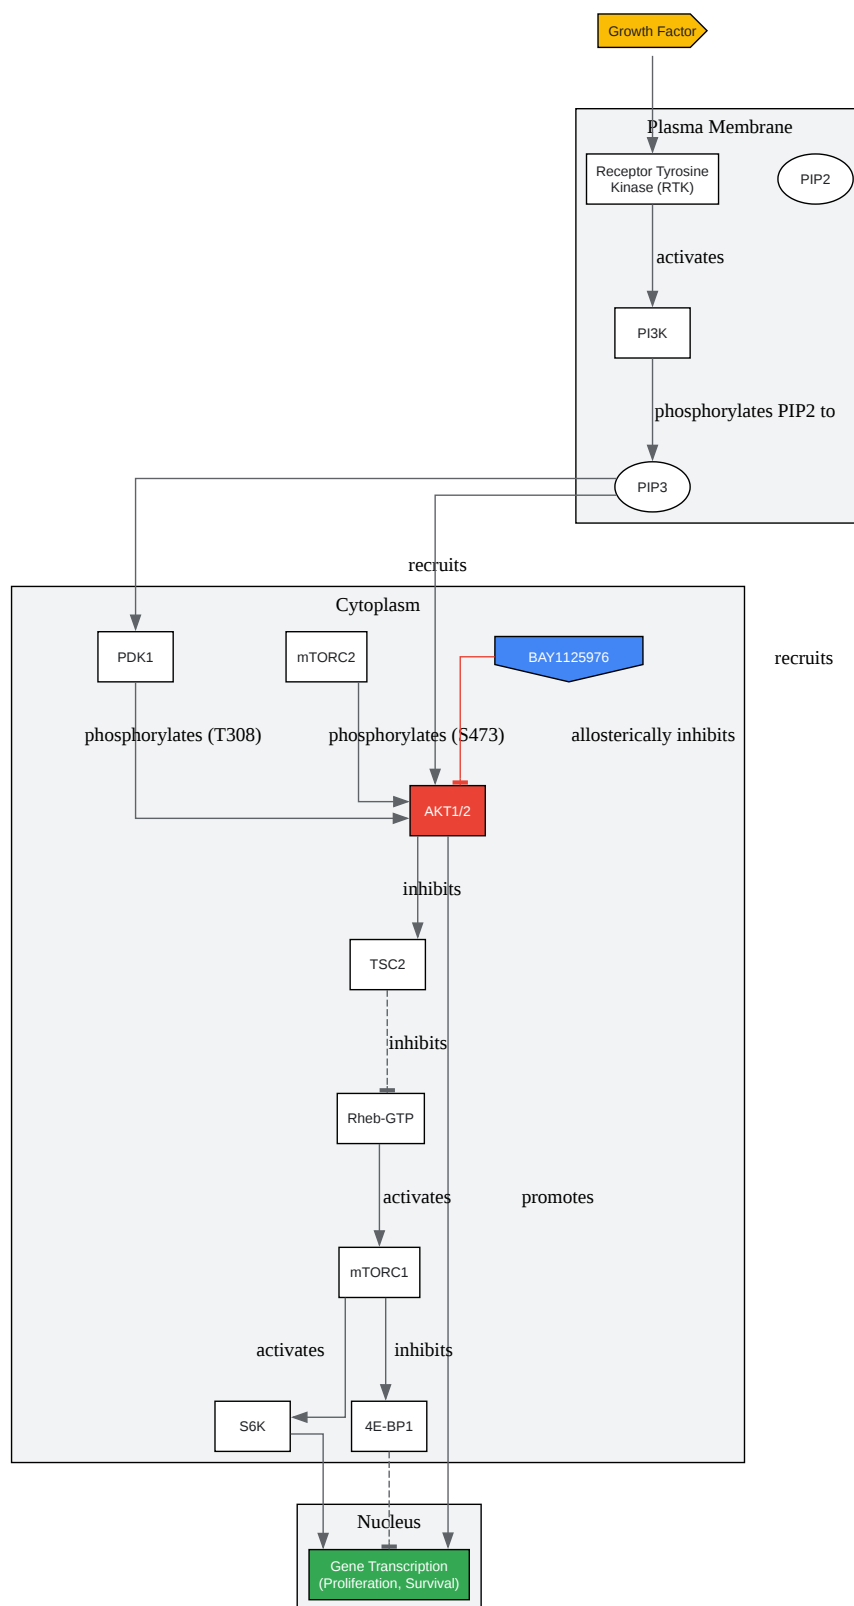 Growth Factor
Plasma Membrane
Receptor Tyrosine
Kinase (RTK)
PIP2
activates
PI3K
phosphorylates PIP2 to
PIP3
recruits
Cytoplasm
PDK1
mTORC2
BAY1125976
recruits
phosphorylates (T308)
phosphorylates (S473)
allosterically inhibits
AKT1/2
inhibits
TSC2
inhibits
Rheb-GTP
activates
promotes
mTORC1
activates
inhibits
S6K
4E-BP1
Nucleus
Gene Transcription
(Proliferation, Survival)